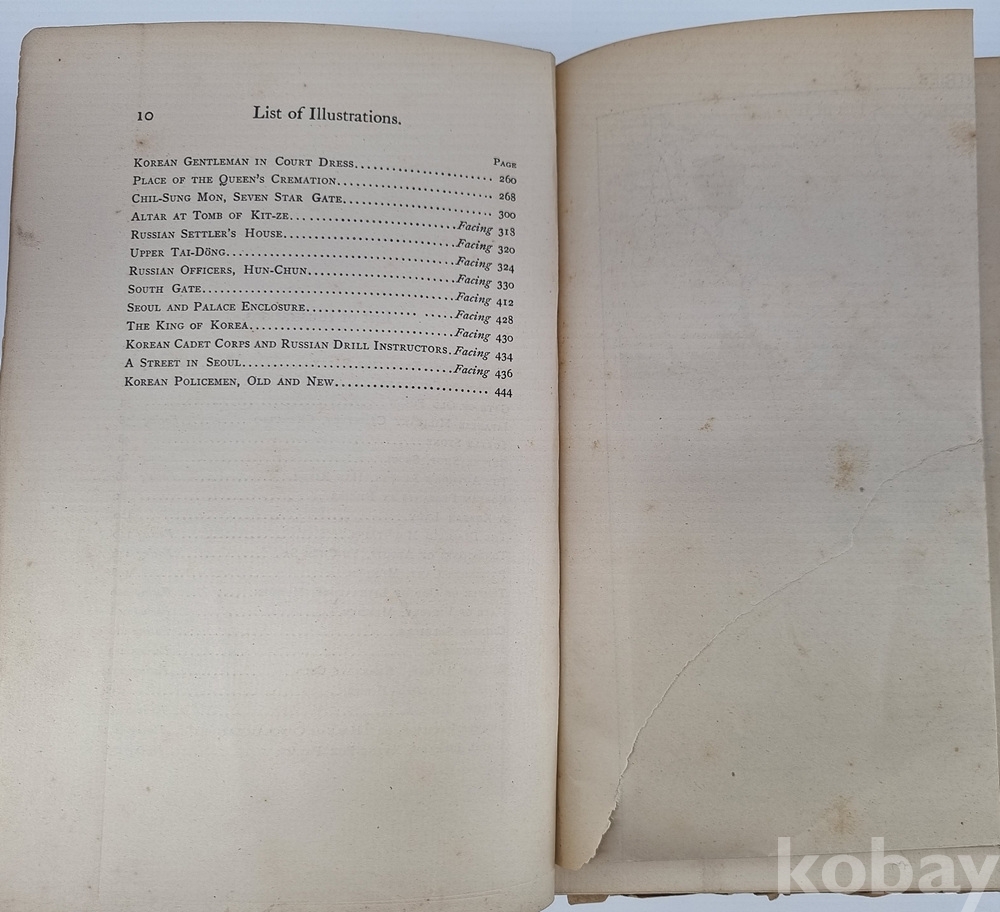 10 List of Illustrations.
Page
Korean Gentleman in Court Dress.......................... 260
Place of the Queen's Cremation............................. 268
Chil-Sung Mon, Seven Star Gate............................ 300
Altar at Tomb of Kit-ze..............................Facing 318
Russian Settler's House..............................Facing 320
Upper Tai-Döng........................................Facing 324
Russian Officers, Hun-Chun..........................Facing 330
South Gate............................................Facing 412
Seoul and Palace Enclosure.................... .....Facing 428
The King of Korea....................................Facing 430
Korean Cadet Corps and Russian Drill Instructors.Facing 434
A Street in Seoul.....................................Facing 436
Korean Policemen, Old and New............................. 444
kobay